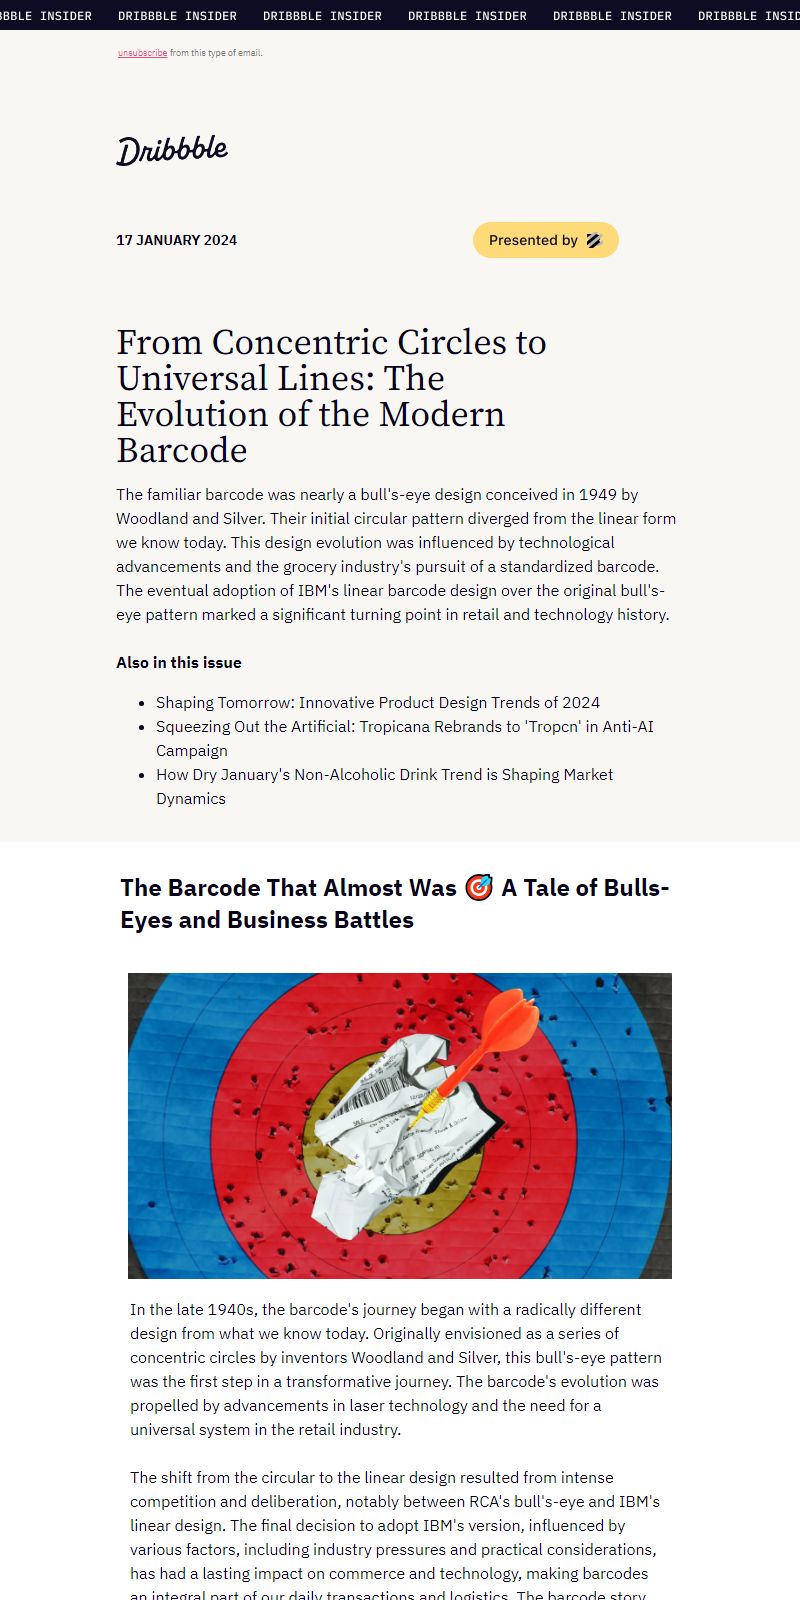 DRIBBBLE INSIDER DRIBBBLE INSIDER DRIBBBLE INSIDER DRIBBBLE INSIDER
unsubscribe from this type of email.
Dribbble
17 JANUARY 2024 Presented by
From Concentric Circles to
Universal Lines: The
Evolution of the Modern
Barcode
The familiar barcode was nearly a bull's-eye design conceived in 1949 by
Woodland and Silver. Their initial circular pattern diverged from the linear form
we know today. This design evolution was influenced by technological
advancements and the grocery industry's pursuit of a standardized barcode.
The eventual adoption of IBM's linear barcode design over the original bull's-
eye pattern marked a significant turning point in retail and technology history.
Also in this issue
• Shaping Tomorrow: Innovative Product Design Trends of 2024
• Squeezing Out the Artificial: Tropicana Rebrands to 'Tropcn' in Anti-AI
Campaign
• How Dry January's Non-Alcoholic Drink Trend is Shaping Market
Dynamics
The Barcode That Almost Was 🎯 A Tale of Bulls-
Eyes and Business Battles
In the late 1940s, the barcode's journey began with a radically different
design from what we know today. Originally envisioned as a series of
concentric circles by inventors Woodland and Silver, this bull's-eye pattern
was the first step in a transformative journey. The barcode's evolution was
propelled by advancements in laser technology and the need for a
universal system in the retail industry.
The shift from the circular to the linear design resulted from intense
competition and deliberation, notably between RCA's bull's-eye and IBM's
linear design. The final decision to adopt IBM's version, influenced by
various factors, including industry pressures and practical considerations,
has had a lasting impact on commerce and technology, making barcodes
an integral part of our daily transactions and logistics. The barcode story